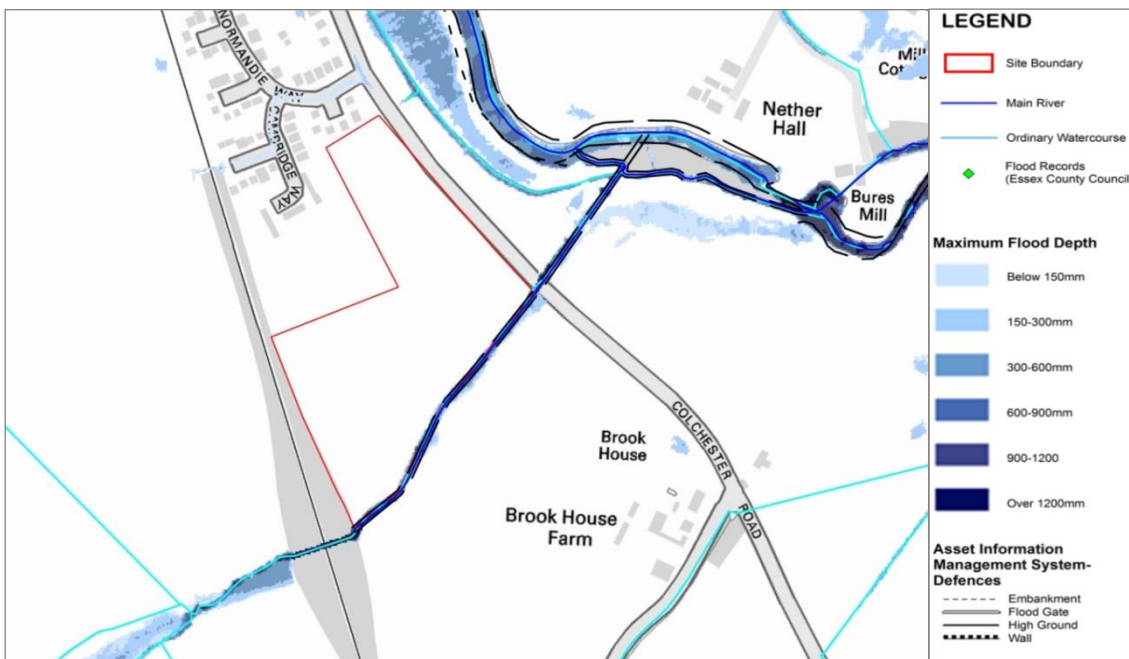 NORMANDIE WAY
CAMBRIDGE WAY
Nether
Hall
Mill
Bures
Mill
COLCHESTER ROAD
Brook
House
Brook House
Farm
LEGEND
Site Boundary
Main River
Ordinary Watercourse
Flood Records
(Essex County Council
Maximum Flood Depth
Below 150mm
150-300mm
300-600mm
600-900mm
900-1200
Over 1200mm
Asset Information
Management System-
Defences
Embankment
Flood Gate
High Ground
Wall